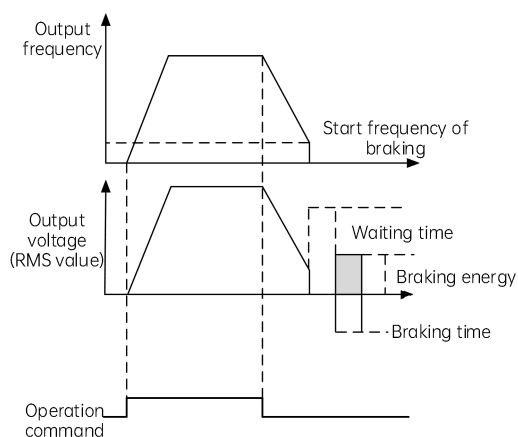 Output
frequency
Start frequency of
braking
Output
voltage
(RMS value)
Waiting time
Braking energy
Braking time
Operation
command